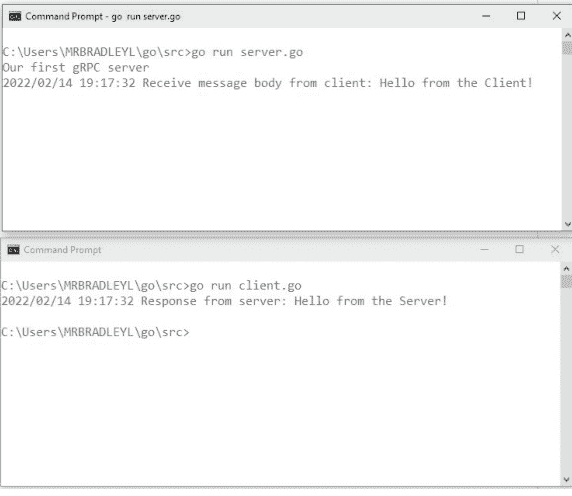 Command Prompt - go run server.go
C:\Users\MRBRADLEYL\go\src>go run server.go
Our first gRPC server
2022/02/14 19:17:32 Receive message body from client: Hello from the Client!
Command Prompt
C:\Users\MRBRADLEYL\go\src>go run client.go
2022/02/14 19:17:32 Response from server: Hello from the Server!
C:\Users\MRBRADLEYL\go\src>